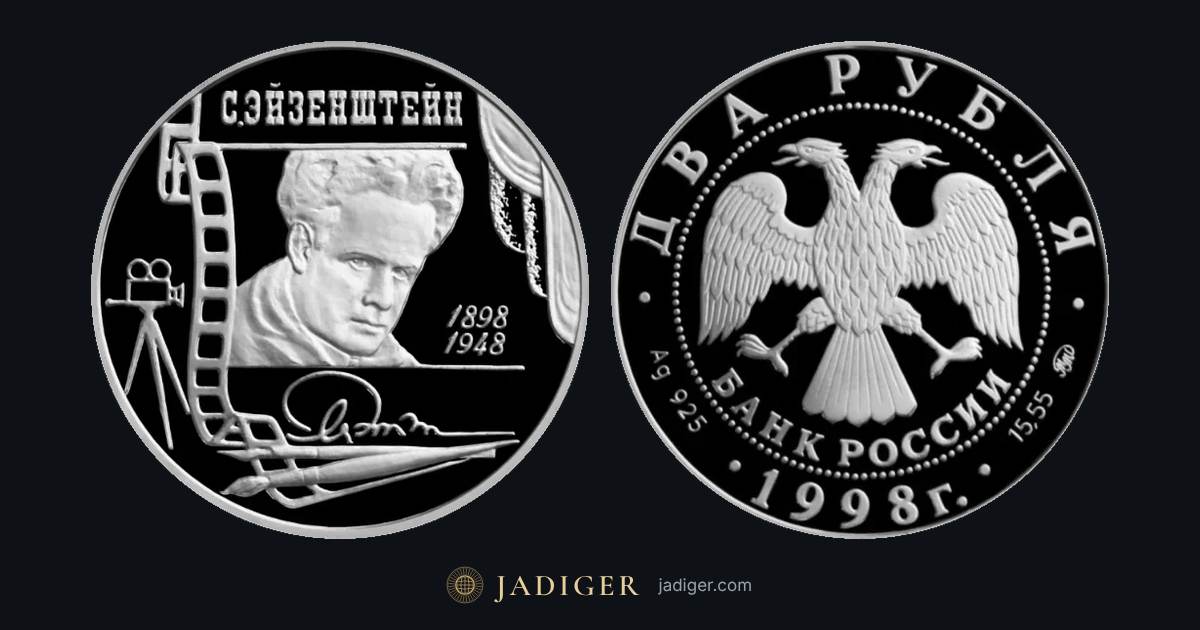 С.ЭЙЗЕНШТЕЙН
1898
1948
ДВА РУБЛЯ
Ag 925
15,55
БАНК РОССИИ
1998г.
JADIGER
jadiger.com